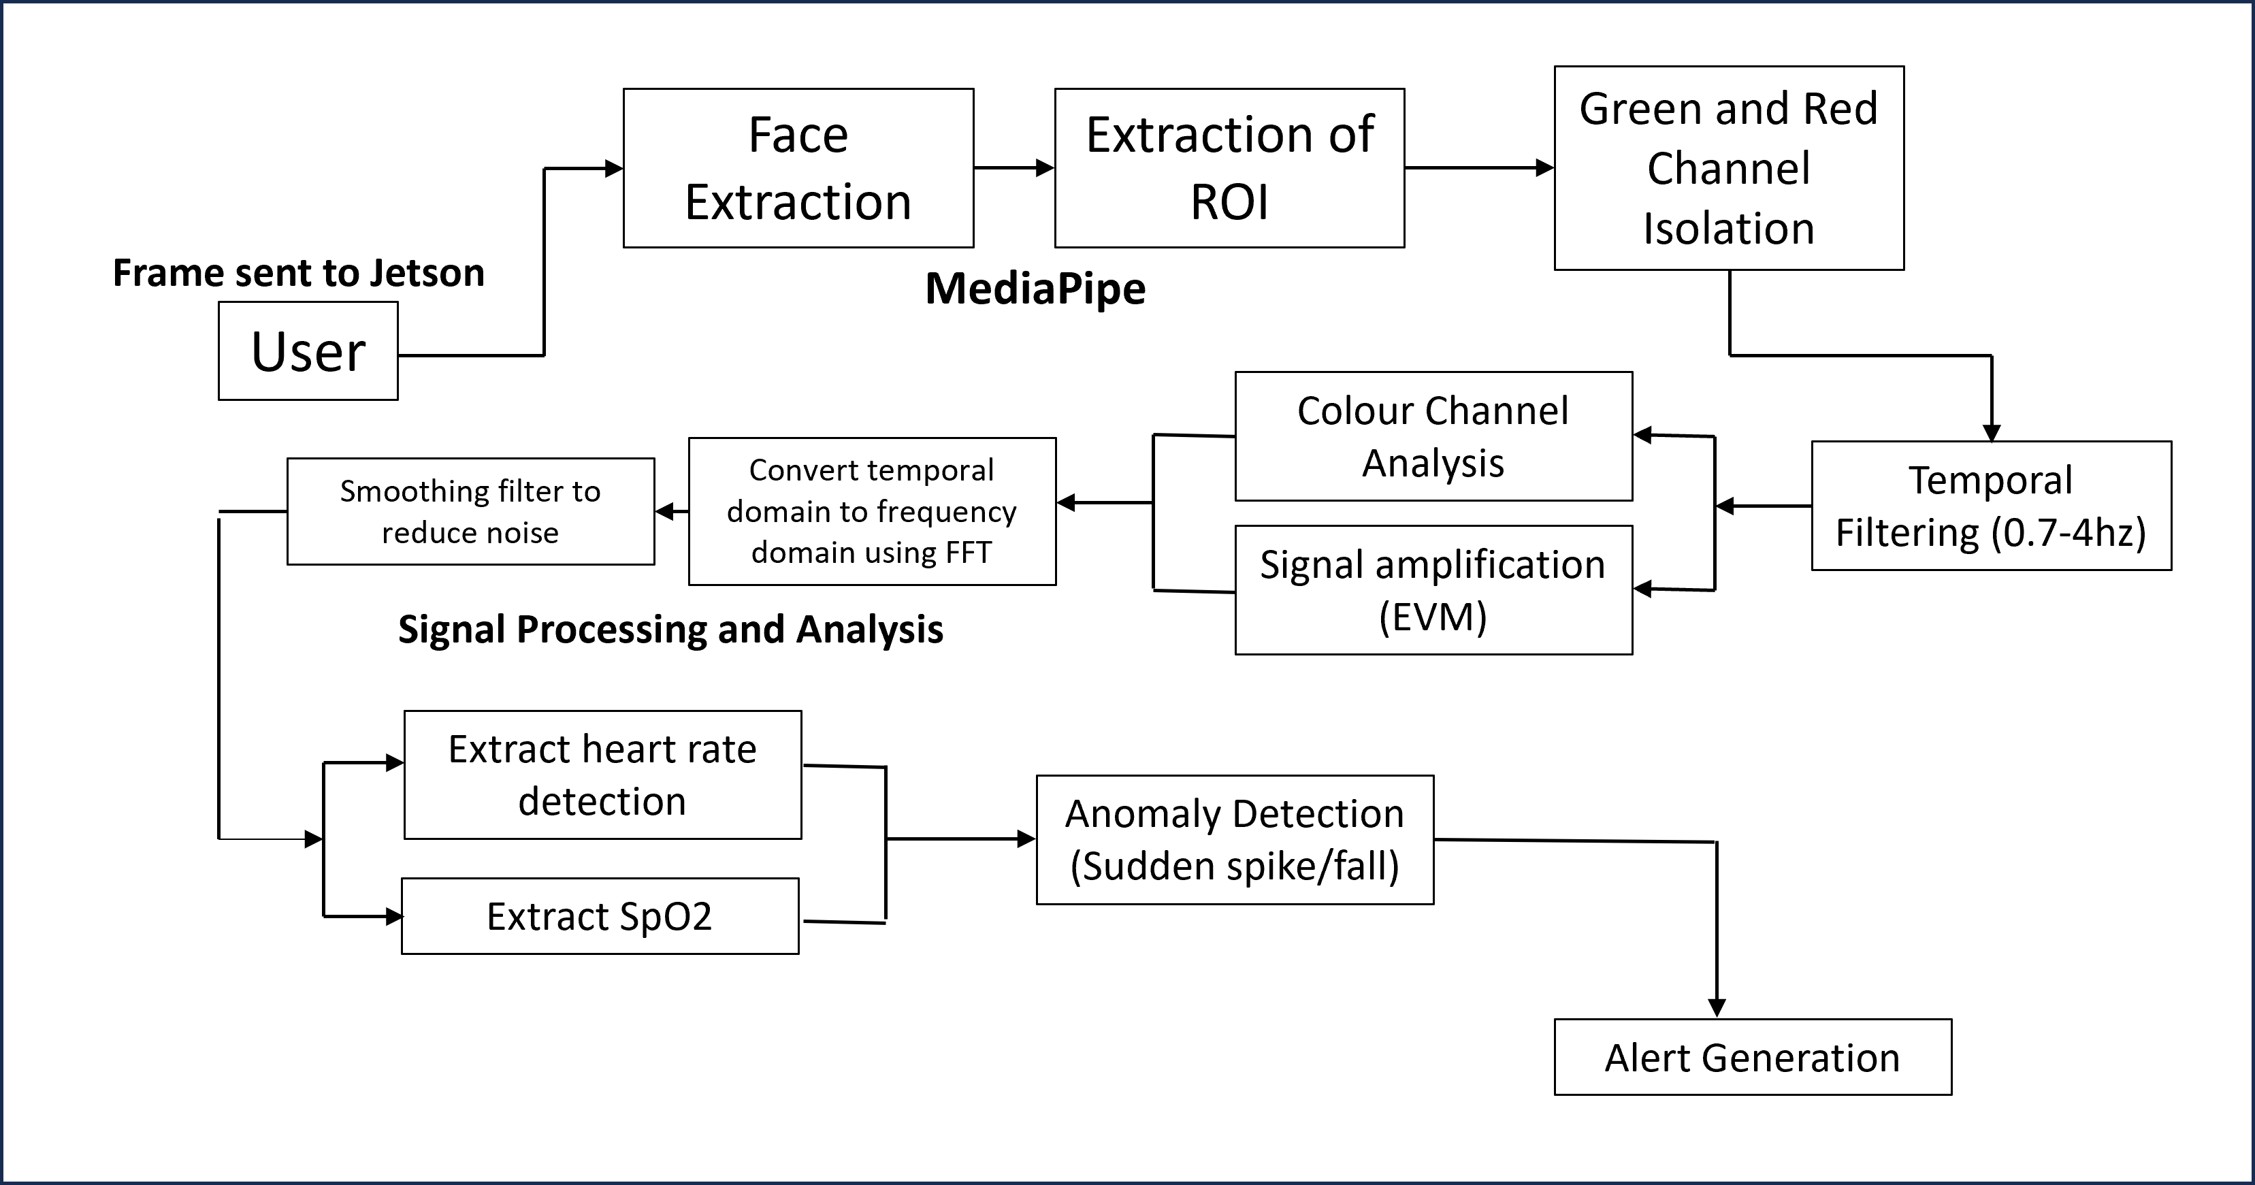 Face
Extraction
Extraction of
ROI
Green and Red
Channel
Isolation
Frame sent to Jetson
User
MediaPipe
Colour Channel
Analysis
Temporal
Filtering (0.7-4hz)
Signal amplification
(EVM)
Convert temporal
domain to frequency
domain using FFT
Smoothing filter to
reduce noise
Signal Processing and Analysis
Extract heart rate
detection
Extract SpO2
Anomaly Detection
(Sudden spike/fall)
Alert Generation